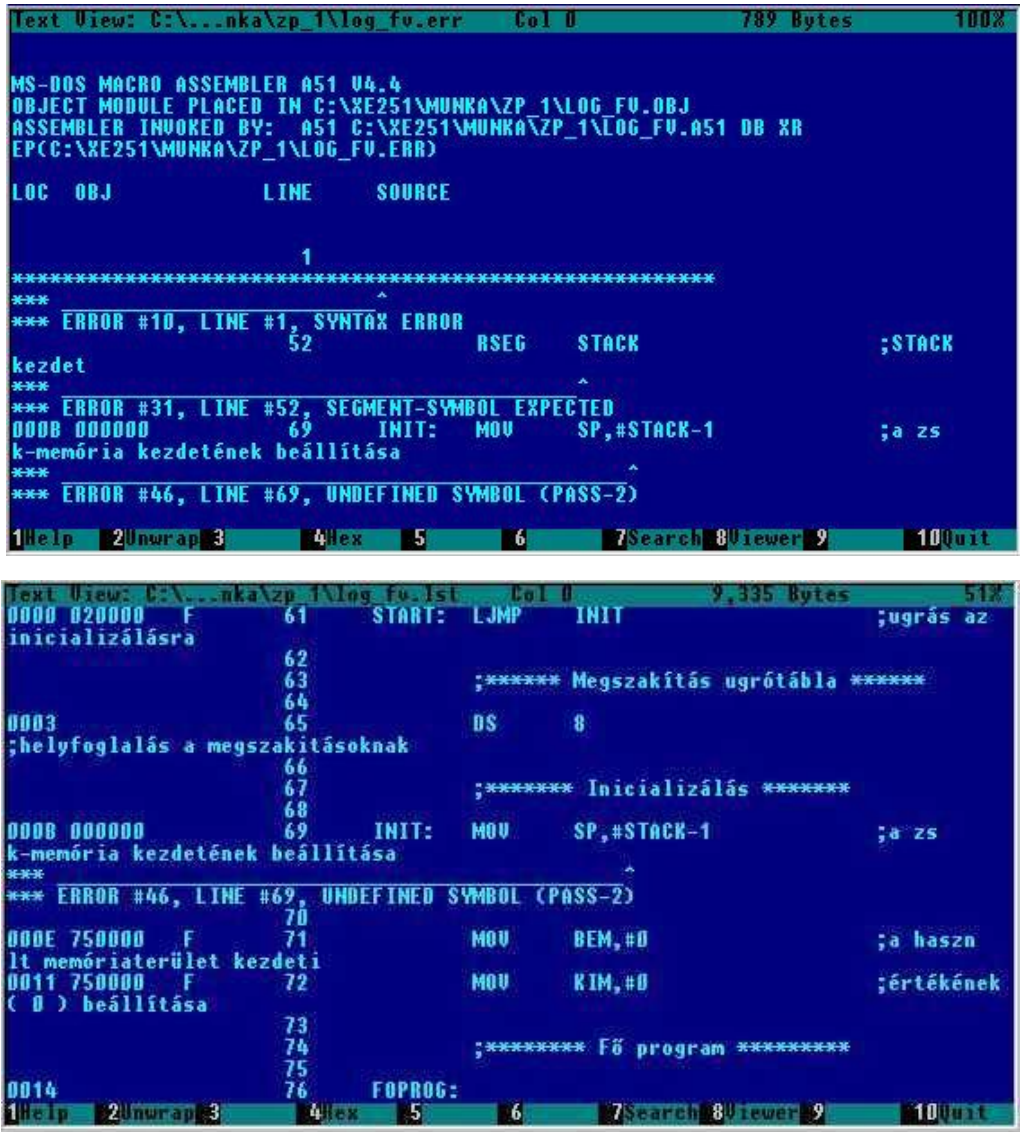 Text View: C:\...nka\zp_1\log_fv.err Col 0 789 Bytes 100%
MS-DOS MACRO ASSEMBLER A51 V4.4
OBJECT MODULE PLACED IN C:\XE251\MUNKA\ZP_1\LOG_FV.OBJ
ASSEMBLER INVOKED BY: A51 C:\XE251\MUNKA\ZP_1\LOG_FV.A51 DB XR
EP(C:\XE251\MUNKA\ZP_1\LOG_FV.ERR)
LOC OBJ LINE SOURCE
1
********************************************************
*** ____________________^
*** ERROR #10, LINE #1, SYNTAX ERROR
52 RSEG STACK ;STACK
kezdet
*** _________________________________^
*** ERROR #31, LINE #52, SEGMENT-SYMBOL EXPECTED
000B 000000 69 INIT: MOV SP,#STACK-1 ;a zs
k-memória kezdetének beállítása
*** ____________________________________^
*** ERROR #46, LINE #69, UNDEFINED SYMBOL (PASS-2)
1Help 2Unwrap 3 4Hex 5 6 7Search 8Viewer 9 10Quit
Text View: C:\...nka\zp_1\log_fv.lst Col 0 9,335 Bytes 51%
0000 020000 F 61 START: LJMP INIT ;ugrás az
inicializálásra
62
63 ;****** Megszakítás ugrótábla ******
64
0003 65 DS 8
;helyfoglalás a megszakitásoknak
66
67 ;******* Inicializálás *******
68
000B 000000 69 INIT: MOV SP,#STACK-1 ;a zs
k-memória kezdetének beállítása
*** ____________________________________^
*** ERROR #46, LINE #69, UNDEFINED SYMBOL (PASS-2)
70
000E 750000 F 71 MOV BEM,#0 ;a haszn
lt memóriaterület kezdeti
0011 750000 F 72 MOV KIM,#0 ;értékének
( 0 ) beállítása
73
74 ;******** Fő program *********
75
0014 76 FOPROG:
1Help 2Unwrap 3 4Hex 5 6 7Search 8Viewer 9 10Quit